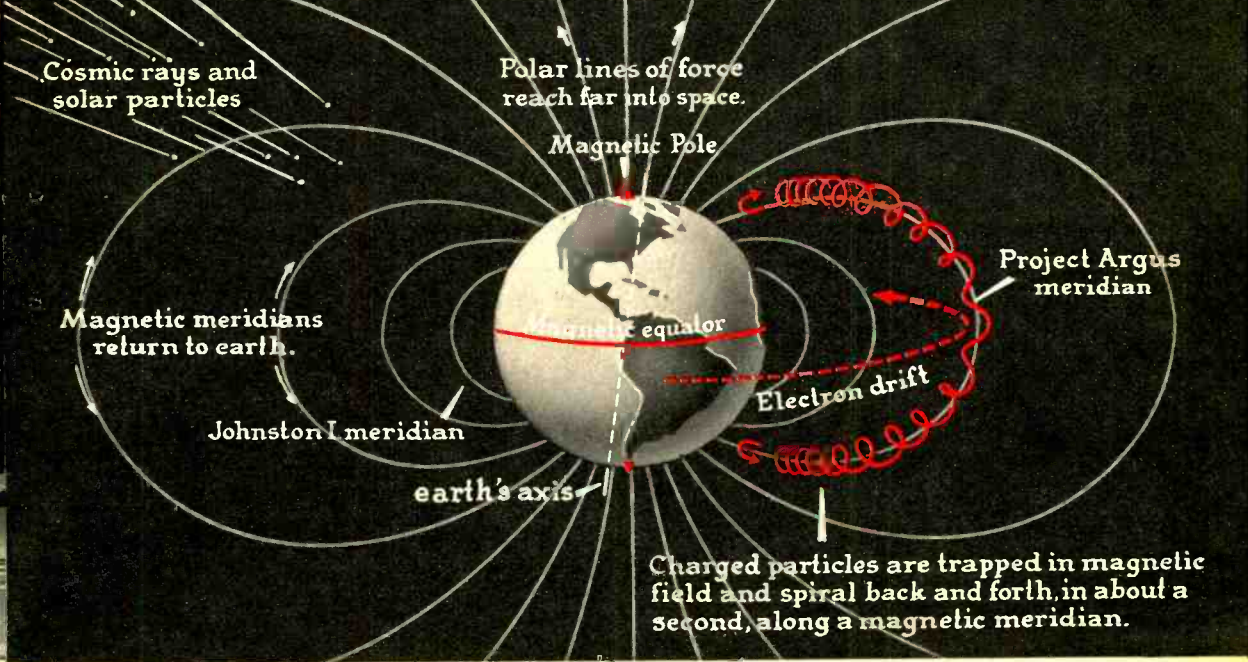 Cosmic rays and
solar particles
Polar lines of force
reach far into space.
Magnetic Pole
Project Argus
meridian
Magnetic meridians
return to earth.
Magnetic equator
Electron drift
Johnston I. meridian
earth's axis
Charged particles are trapped in magnetic
field and spiral back and forth, in about a
second, along a magnetic meridian.